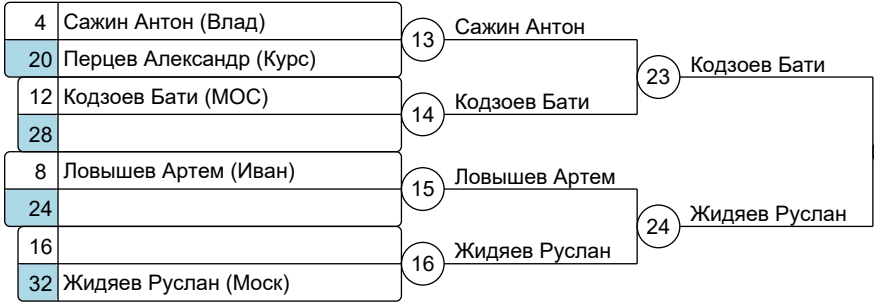 4 Сажин Антон (Влад)
20 Перцев Александр (Курс)
13
Сажин Антон
12 Кодзоев Бати (МОС)
28
14
Кодзоев Бати
23
Кодзоев Бати
8 Ловышев Артем (Иван)
24
15
Ловышев Артем
16
32 Жидяев Руслан (Моск)
16
Жидяев Руслан
24
Жидяев Руслан